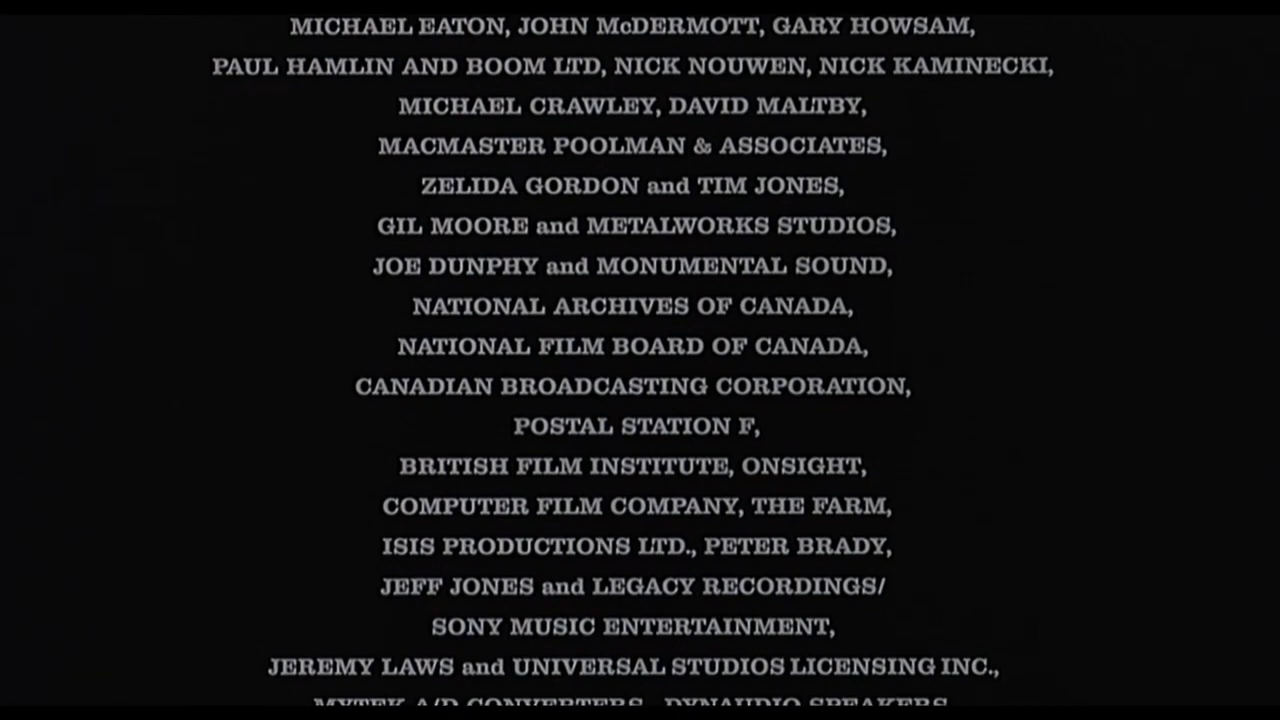 MICHAEL EATON, JOHN McDERMOTT, GARY HOWSAM,
PAUL HAMLIN AND BOOM LTD, NICK NOUWEN, NICK KAMINECKI,
MICHAEL CRAWLEY, DAVID MALTBY,
MACMASTER POOLMAN & ASSOCIATES,
ZELIDA GORDON and TIM JONES,
GIL MOORE and METALWORKS STUDIOS,
JOE DUNPHY and MONUMENTAL SOUND,
NATIONAL ARCHIVES OF CANADA,
NATIONAL FILM BOARD OF CANADA,
CANADIAN BROADCASTING CORPORATION,
POSTAL STATION F,
BRITISH FILM INSTITUTE, ONSIGHT,
COMPUTER FILM COMPANY, THE FARM,
ISIS PRODUCTIONS LTD., PETER BRADY,
JEFF JONES and LEGACY RECORDINGS/
SONY MUSIC ENTERTAINMENT,
JEREMY LAWS and UNIVERSAL STUDIOS LICENSING INC.,
MYTEK A/D CONVERTERS, DYNAUDIO SPEAKERS